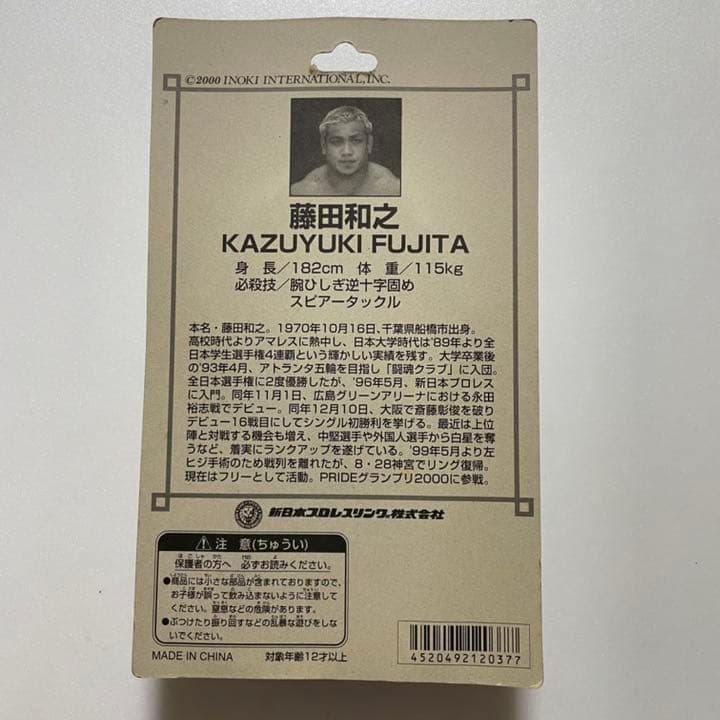 ©2000 INOKI INTERNATIONAL,INC.
藤田和之
KAZUYUKI FUJITA
身 長／182cm 体 重／115kg
必殺技／腕ひしぎ逆十字固め
スピアータックル
本名・藤田和之。1970年10月16日、千葉県船橋市出身。
高校時代よりアマレスに熱中し、日本大学時代は'89年より全
日本学生選手権4連覇という輝かしい実績を残す。大学卒業後
の'93年4月、アトランタ五輪を目指し「闘魂クラブ」に入団。
全日本選手権に2度優勝したが、'96年5月、新日本プロレス
に入門。同年11月1日、広島グリーンアリーナにおける永田
裕志戦でデビュー。同年12月10日、大阪で斎藤彰俊を破り
デビュー16戦目にしてシングル初勝利を挙げる。最近は上位
陣と対戦する機会も増え、中堅選手や外国人選手から白星を奪
うなど、着実にランクアップを遂げている。'99年5月より左
ヒジ手術のため戦列を離れたが、8・28神宮でリング復帰。
現在はフリーとして活動。PRIDEグランプリ2000に参戦。
新日本プロレスリング株式会社
注 意(ちゅうい)
保護者の方へ 必ずお読みください。
●商品には小さな部品が含まれておりますので、
お子様が誤って飲み込まないように注意して
ください。窒息などの危険があります。
●ぶつけたり振り回すなどの乱暴な遊びをしな
いでください。
MADE IN CHINA 対象年齢12才以上
4520492120377